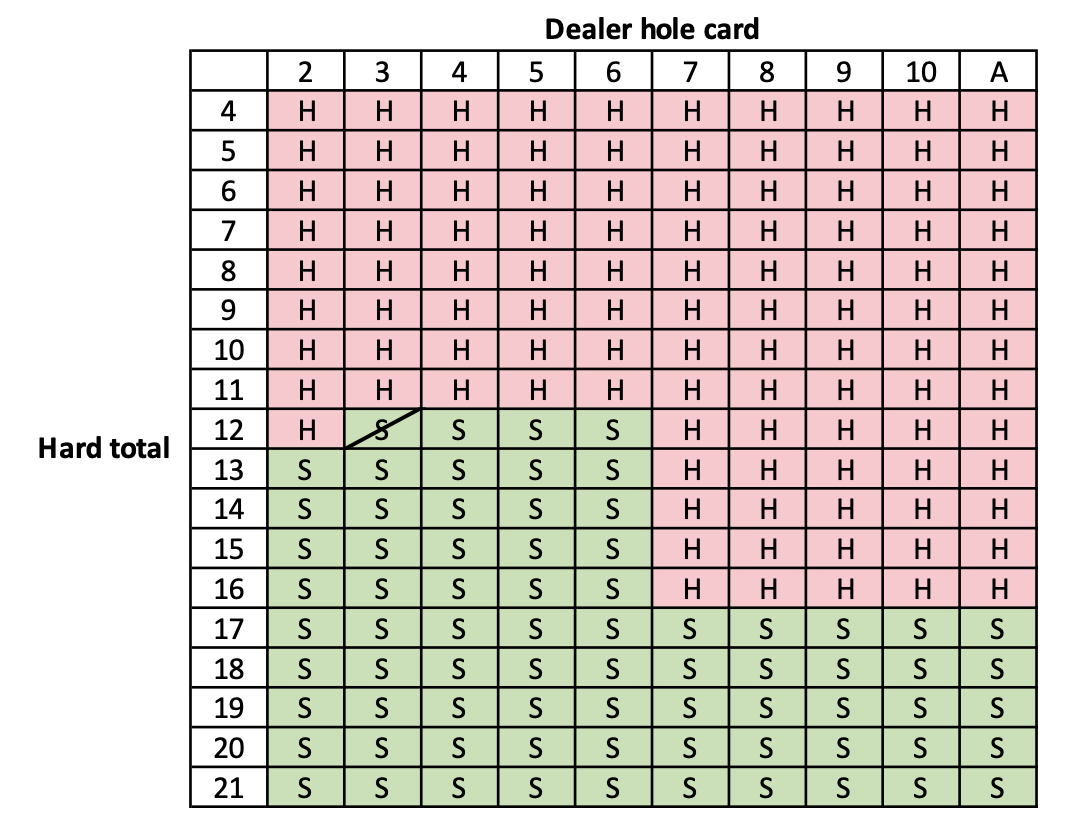 Dealer hole card
2 3 4 5 6 7 8 9 10 A
4 H H H H H H H H H H
5 H H H H H H H H H H
6 H H H H H H H H H H
7 H H H H H H H H H H
8 H H H H H H H H H H
9 H H H H H H H H H H
10 H H H H H H H H H H
11 H H H H H H H H H H
12 H S S S S H H H H H
Hard total
13 S S S S S H H H H H
14 S S S S S H H H H H
15 S S S S S H H H H H
16 S S S S S H H H H H
17 S S S S S S S S S S
18 S S S S S S S S S S
19 S S S S S S S S S S
20 S S S S S S S S S S
21 S S S S S S S S S S